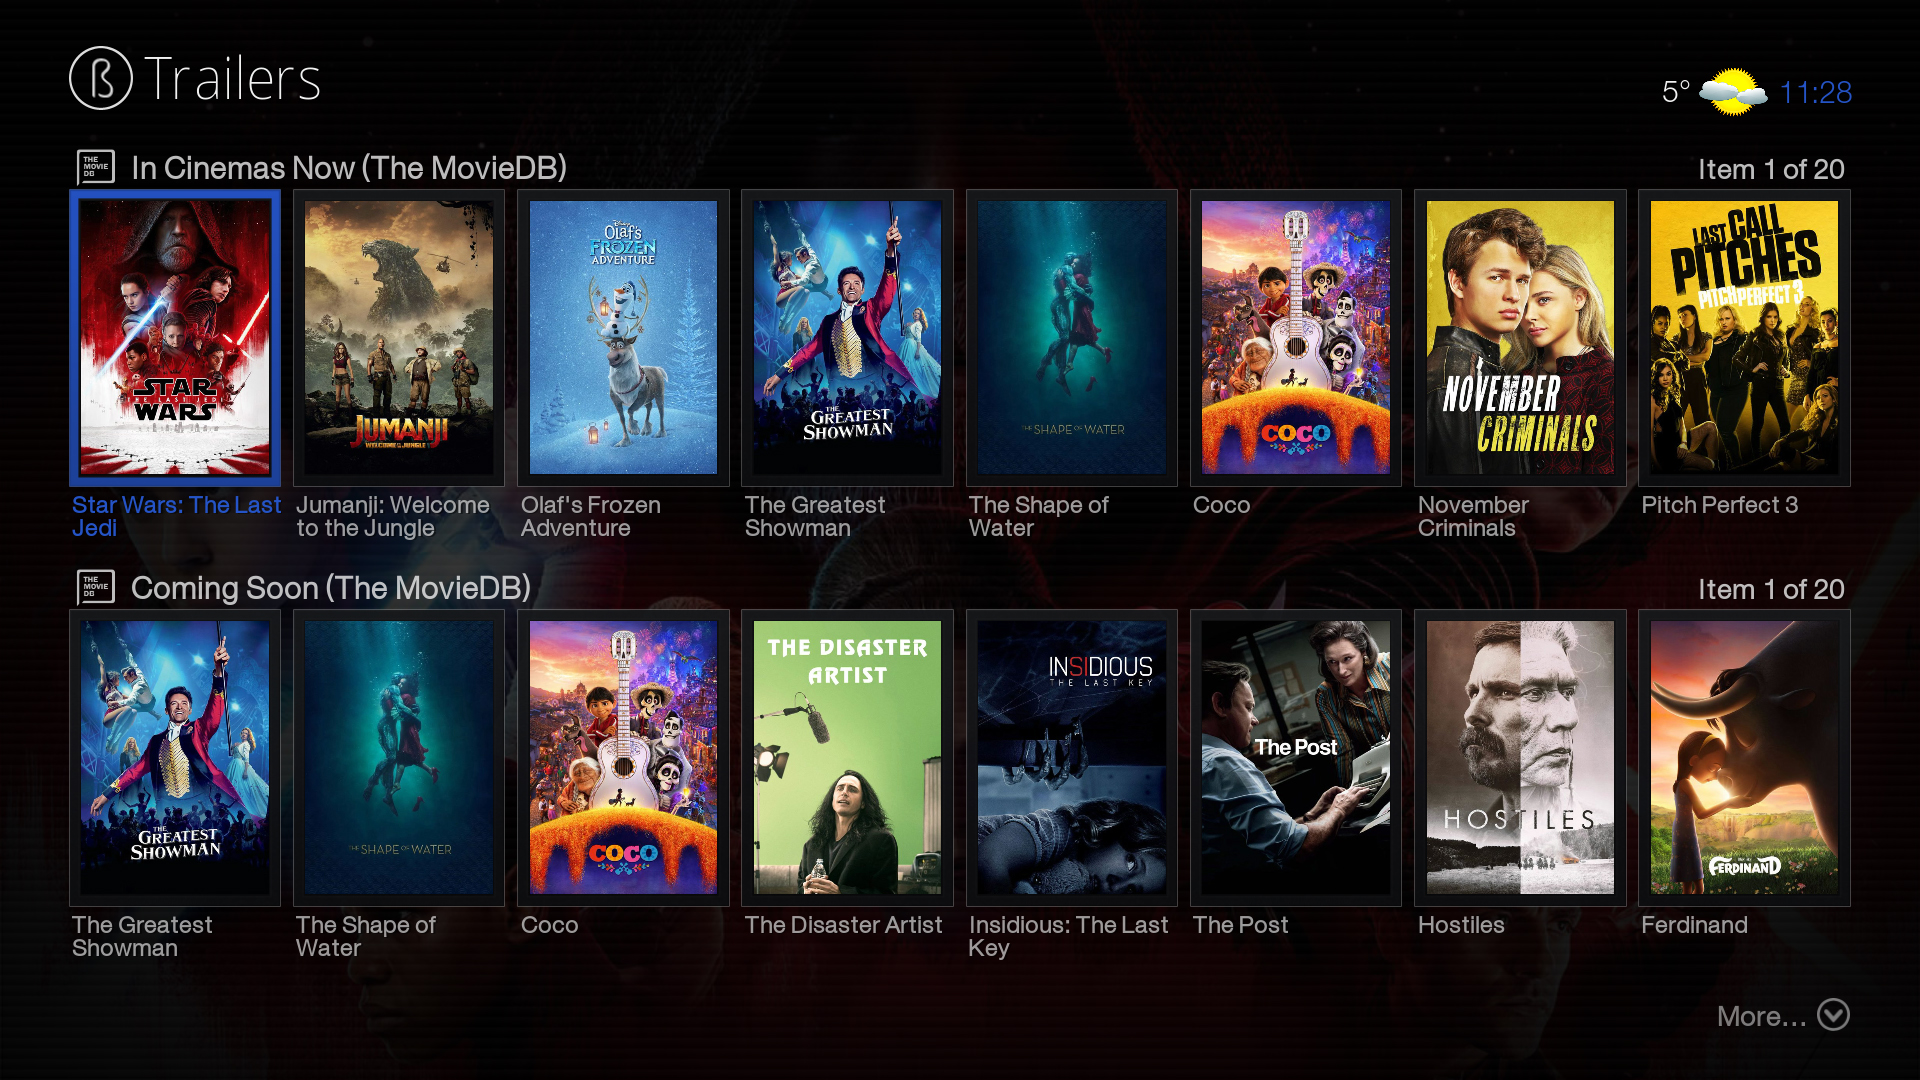 ß Trailers
5° 11:28
THE MOVIE DB In Cinemas Now (The MovieDB) Item 1 of 20
STAR WARS
JUMANJI
WELCOME TO THE JUNGLE
Olaf's
FROZEN
ADVENTURE
THE GREATEST
SHOWMAN
THE SHAPE OF WATER
COCO
NOVEMBER
CRIMINALS
LAST CALL
PITCHES
PITCH PERFECT 3
Star Wars: The Last
Jedi
Jumanji: Welcome
to the Jungle
Olaf's Frozen
Adventure
The Greatest
Showman
The Shape of
Water
Coco
November
Criminals
Pitch Perfect 3
THE MOVIE DB Coming Soon (The MovieDB) Item 1 of 20
THE GREATEST
SHOWMAN
THE SHAPE OF WATER
COCO
THE DISASTER
ARTIST
INSIDIOUS
THE LAST KEY
The Post
HOSTILES
FERDINAND
The Greatest
Showman
The Shape of
Water
Coco
The Disaster Artist
Insidious: The Last
Key
The Post
Hostiles
Ferdinand
More...